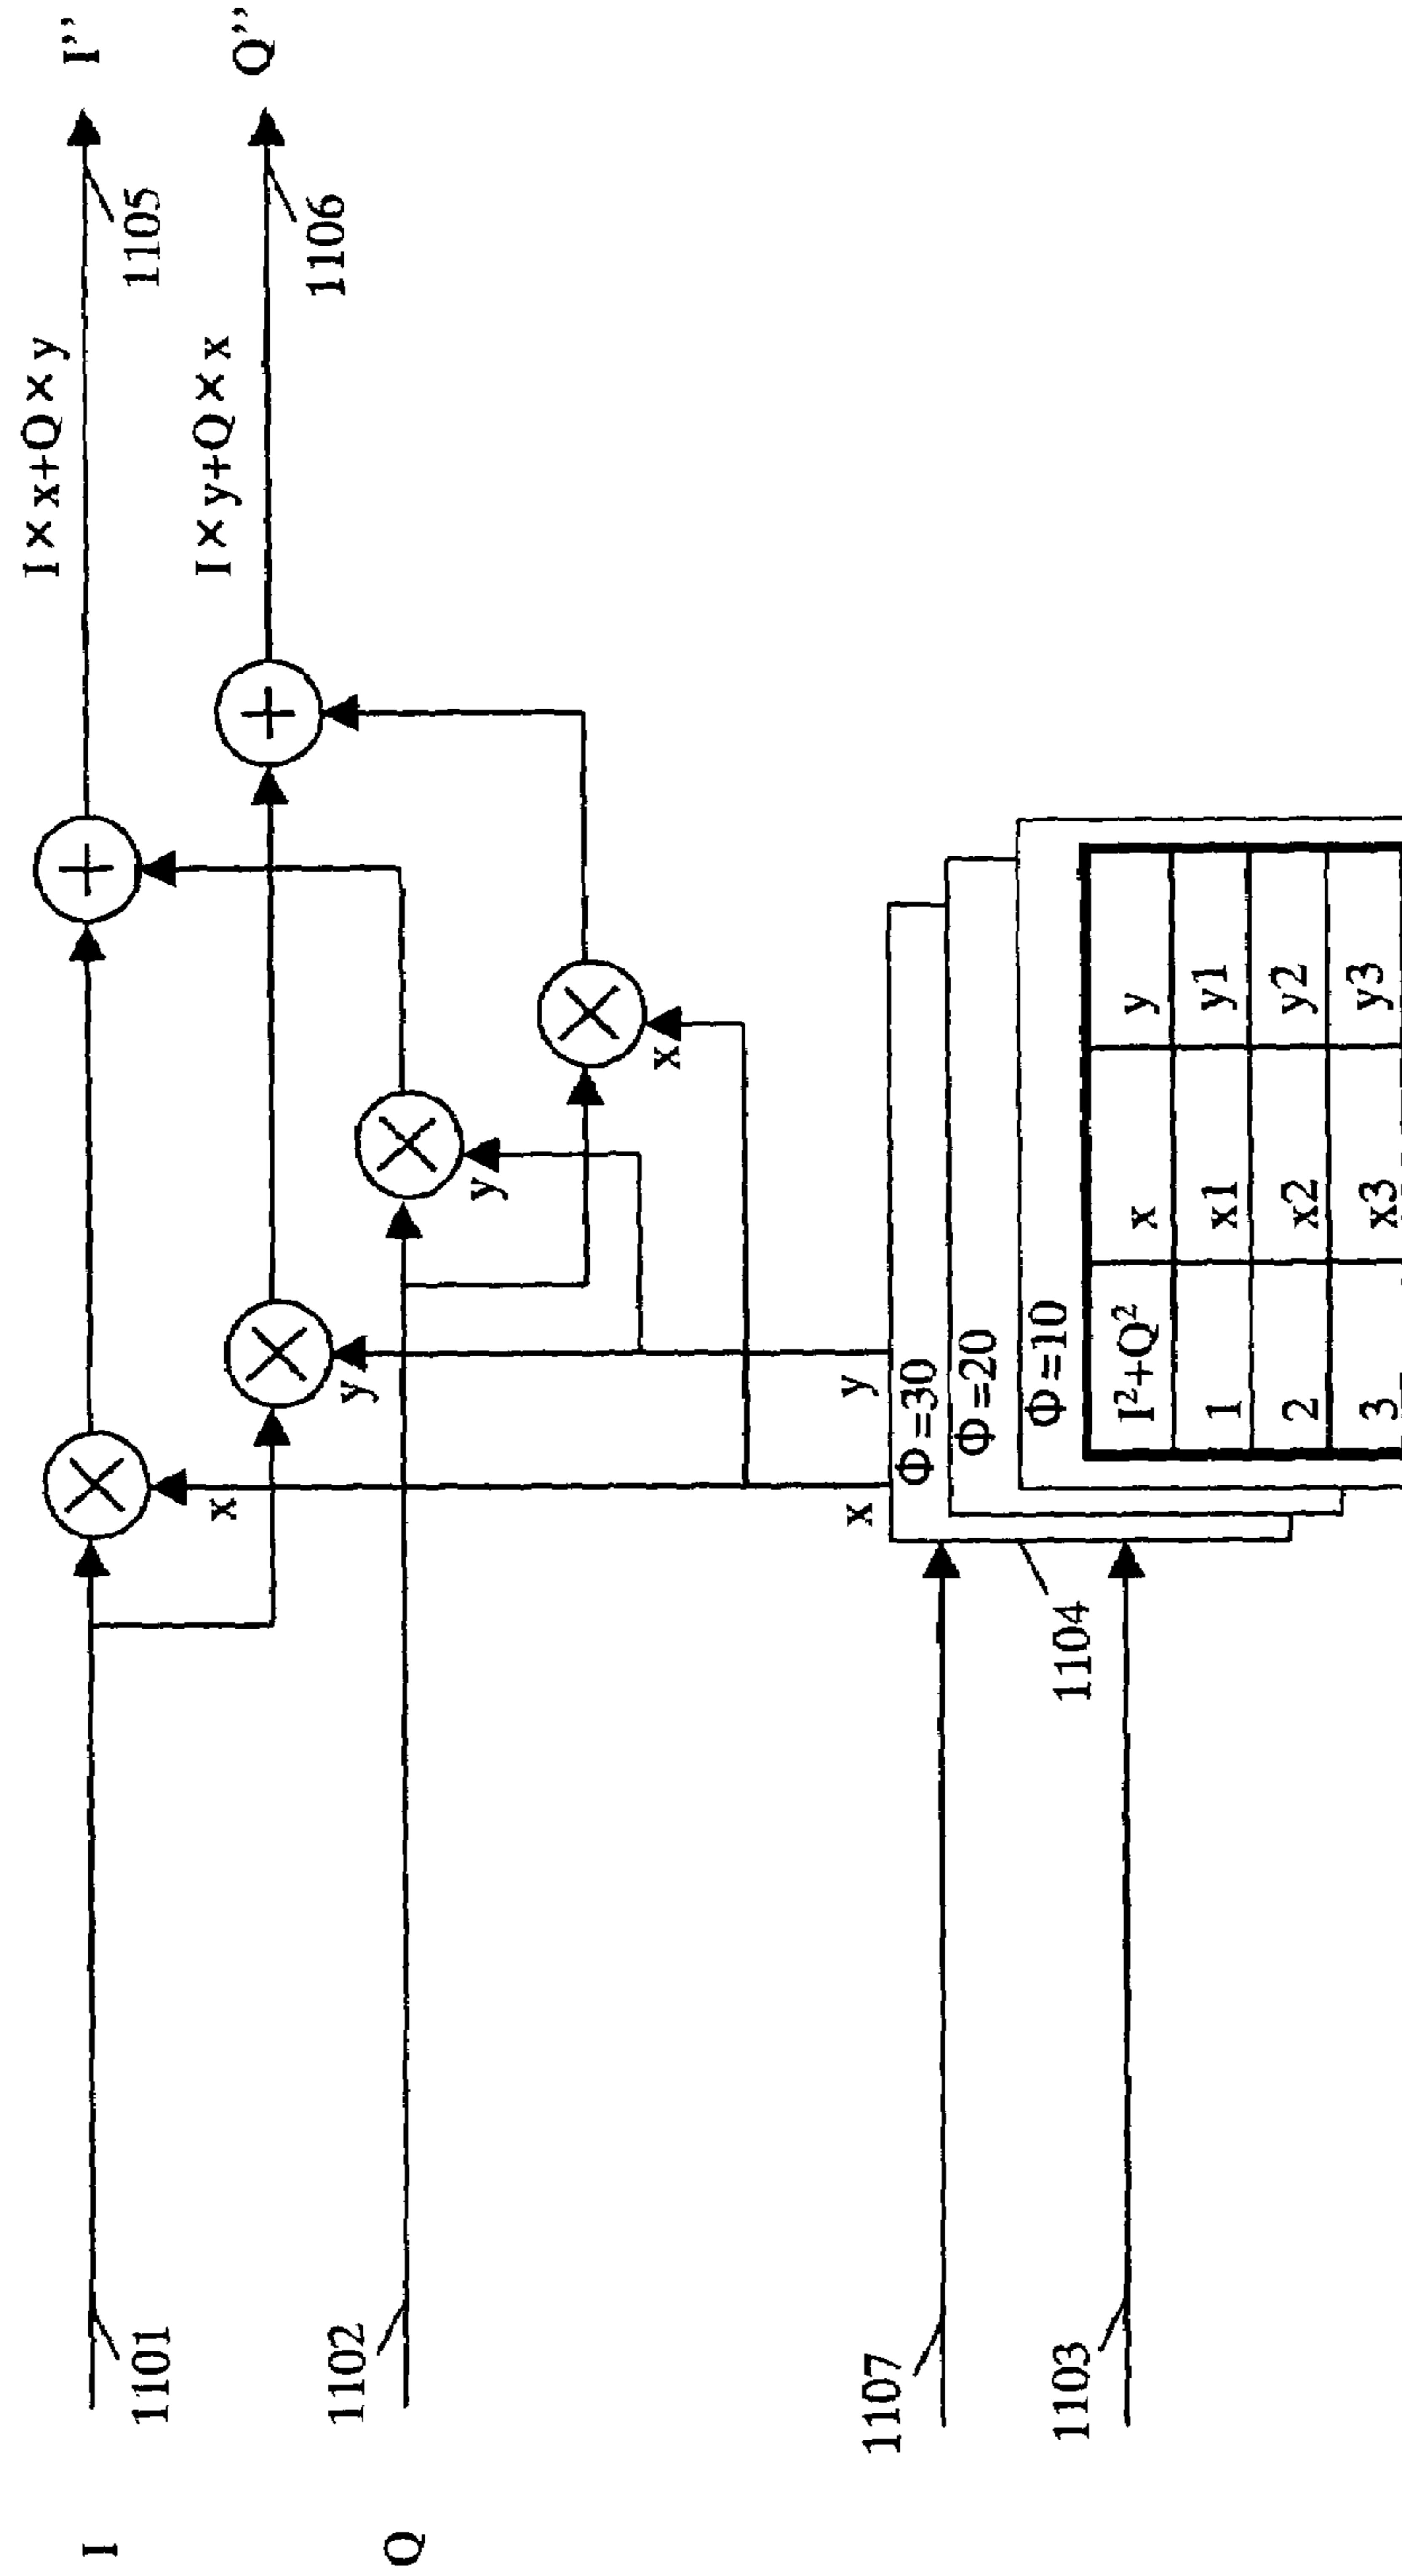 I
1101
Q
1102
1107
1103
1104
x
y
x
y
y
x
I×x+Q×y
I×y+Q×x
1105
1106
I’’
Q’’
Φ=30
Φ=20
Φ=10
I²+Q² x y
1 x1 y1
2 x2 y2
3 x3 y3